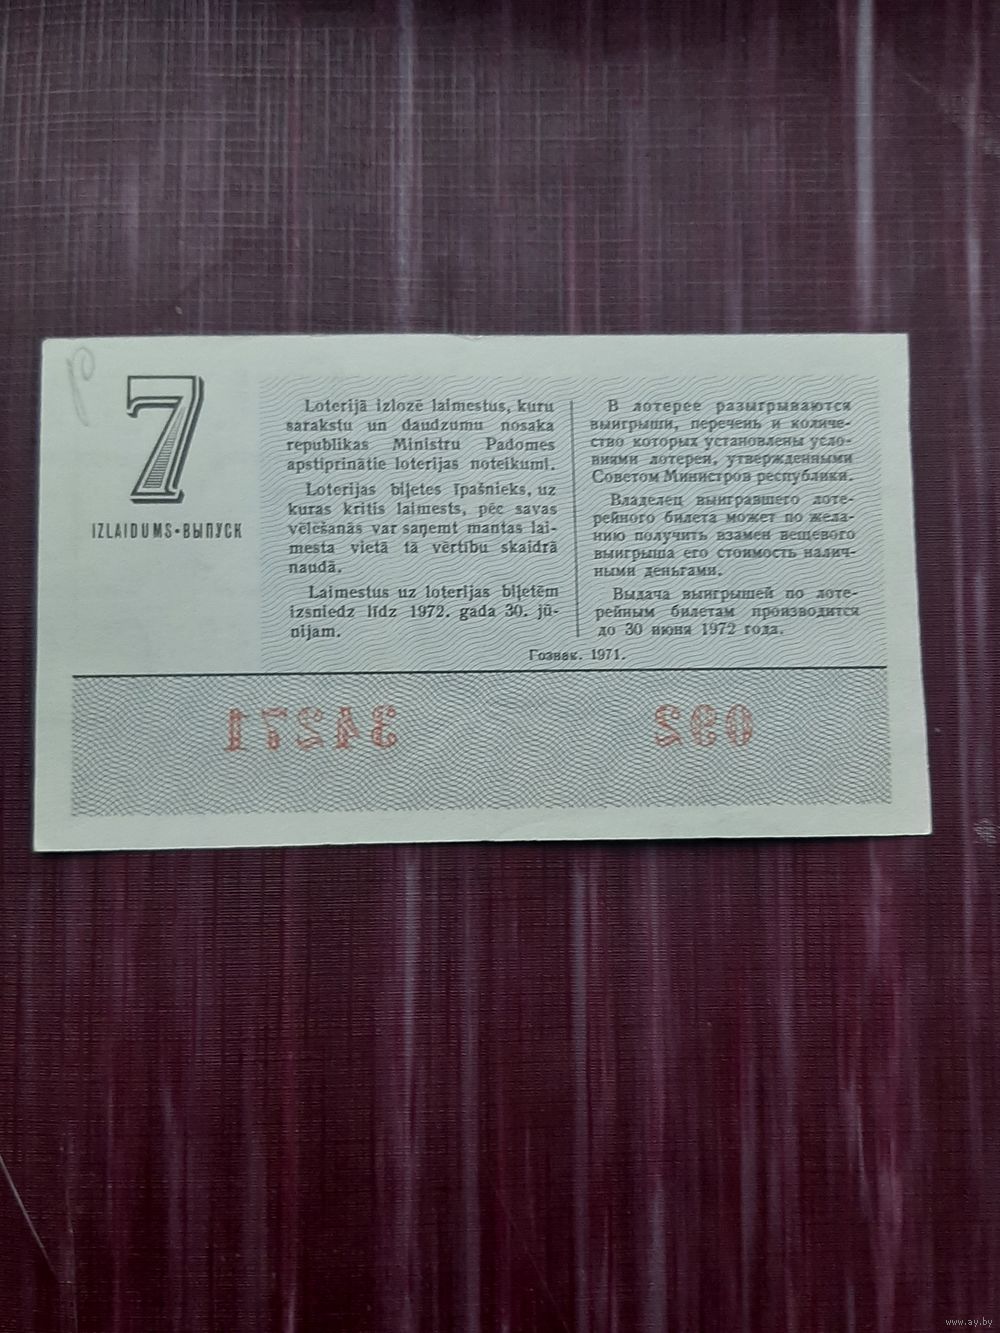 7
IZLAIDUMS·ВЫПУСК
Loterijā izlozē laimestus, kuru
sarakstu un daudzumu nosaka
republikas Ministru Padomes
apstiprinātie loterijas noteikumi.
Loterijas biļetes īpašnieks, uz
kuras kritis laimests, pēc savas
vēlēšanās var saņemt mantas lai-
mesta vietā tā vērtību skaidrā
naudā.
Laimestus uz loterijas biļetēm
izsniedz līdz 1972. gada 30. jū-
nijam.
В лотерее разыгрываются
выигрыши, перечень и количе-
ство которых установлены усло-
виями лотереи, утвержденными
Советом Министров республики.
Владелец выигравшего лоте-
рейного билета может по жела-
нию получить взамен вещевого
выигрыша его стоимость налич-
ными деньгами.
Выдача выигрышей по лоте-
рейным билетам производится
до 30 июня 1972 года.
Гознак. 1971.
34271
092
www.ay.by